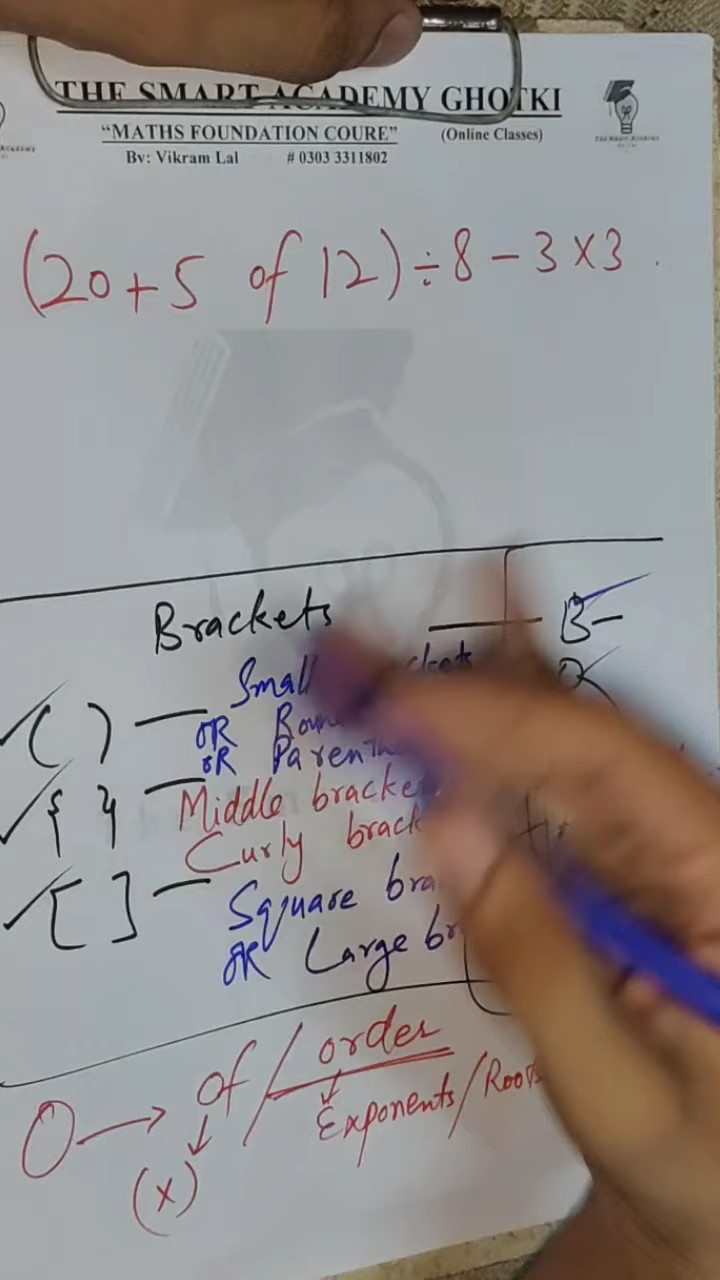 THE SMART ACADEMY GHOTKI
“MATHS FOUNDATION COURE” (Online Classes)
By: Vikram Lal # 0303 3311802
(20+5 of 12)÷8-3×3
Brackets — B-
( ) — Small
OR
OR
{ } — Middle
Curly
[ ] — Square
OR Large
O → of / order
(×) Exponents/Roots